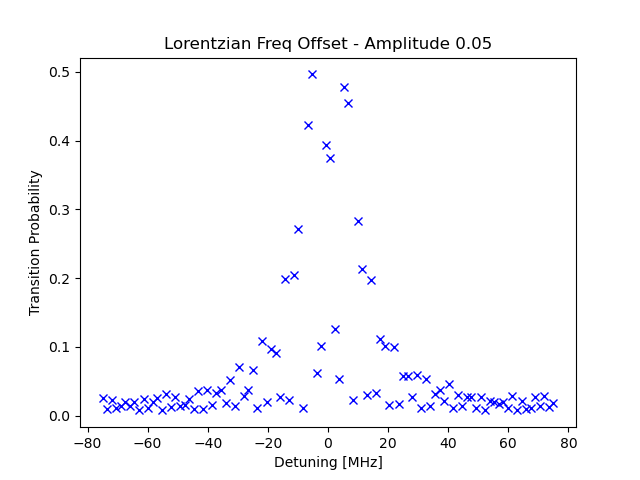 Lorentzian Freq Offset - Amplitude 0.05
Transition Probability
0.5
0.4
0.3
0.2
0.1
0.0
−80 −60 −40 −20 0 20 40 60 80
Detuning [MHz]